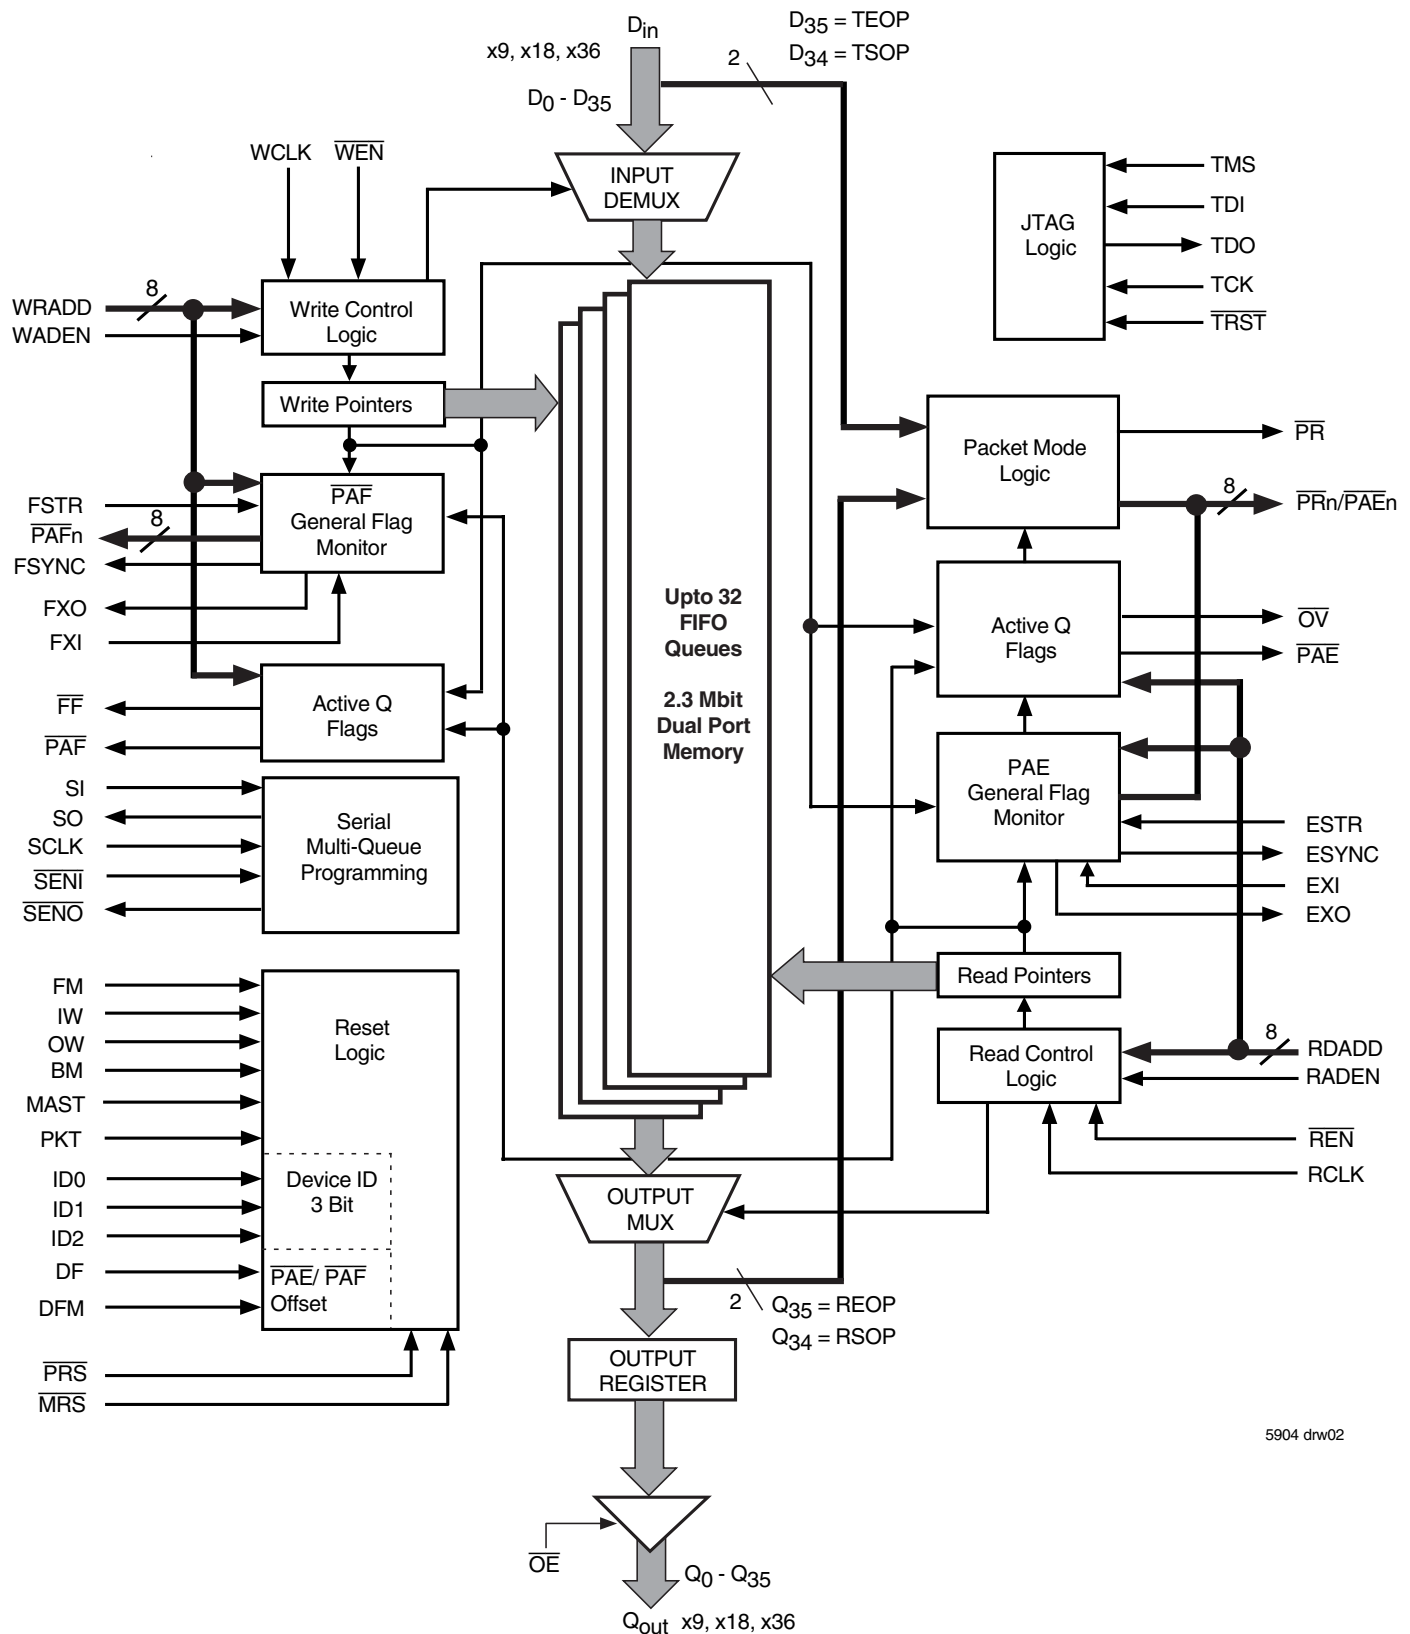 Din
D35 = TEOP
x9, x18, x36
2
D34 = TSOP
D0 - D35
WCLK
WEN
INPUT
DEMUX
JTAG
Logic
TMS
TDI
TDO
TCK
TRST
WRADD
8
WADEN
Write Control
Logic
Write Pointers
FSTR
PAFn
8
FSYNC
FXO
FXI
PAF
General Flag
Monitor
FF
PAF
Active Q
Flags
SI
SO
SCLK
SENI
SENO
Serial
Multi-Queue
Programming
Upto 32
FIFO
Queues
2.3 Mbit
Dual Port
Memory
Packet Mode
Logic
PR
8
PRn/PAEn
Active Q
Flags
OV
PAE
PAE
General Flag
Monitor
ESTR
ESYNC
EXI
EXO
Read Pointers
Read Control
Logic
8
RDADD
RADEN
REN
RCLK
FM
IW
OW
BM
MAST
PKT
ID0
ID1
ID2
DF
DFM
Reset
Logic
Device ID
3 Bit
PAE/ PAF
Offset
PRS
MRS
OUTPUT
MUX
2
Q35 = REOP
Q34 = RSOP
OUTPUT
REGISTER
5904 drw02
OE
Q0 - Q35
Qout x9, x18, x36